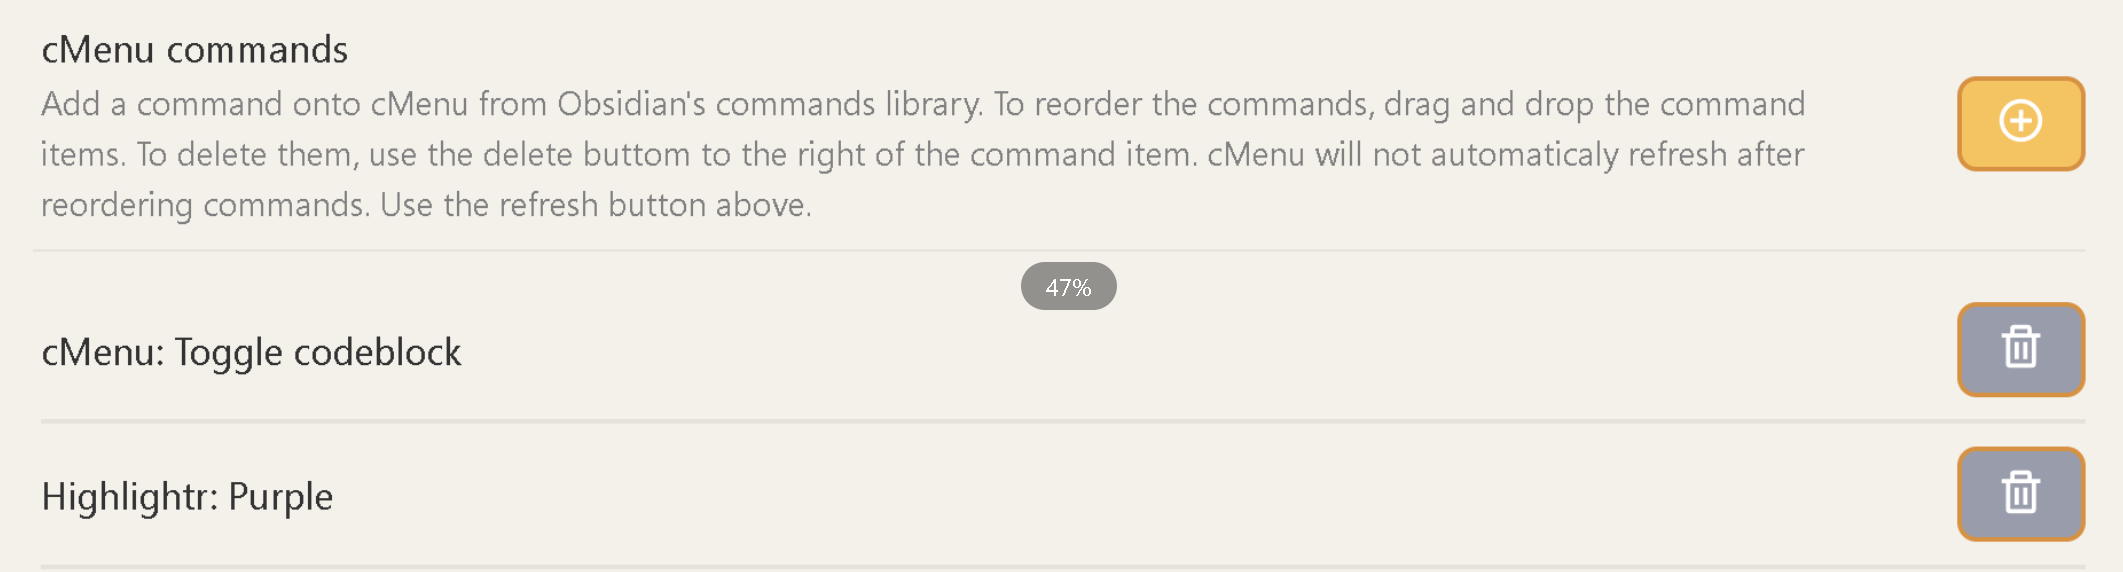 cMenu commands
Add a command onto cMenu from Obsidian's commands library. To reorder the commands, drag and drop the command
items. To delete them, use the delete buttom to the right of the command item. cMenu will not automaticaly refresh after
reordering commands. Use the refresh button above.
47%
cMenu: Toggle codeblock
Highlightr: Purple